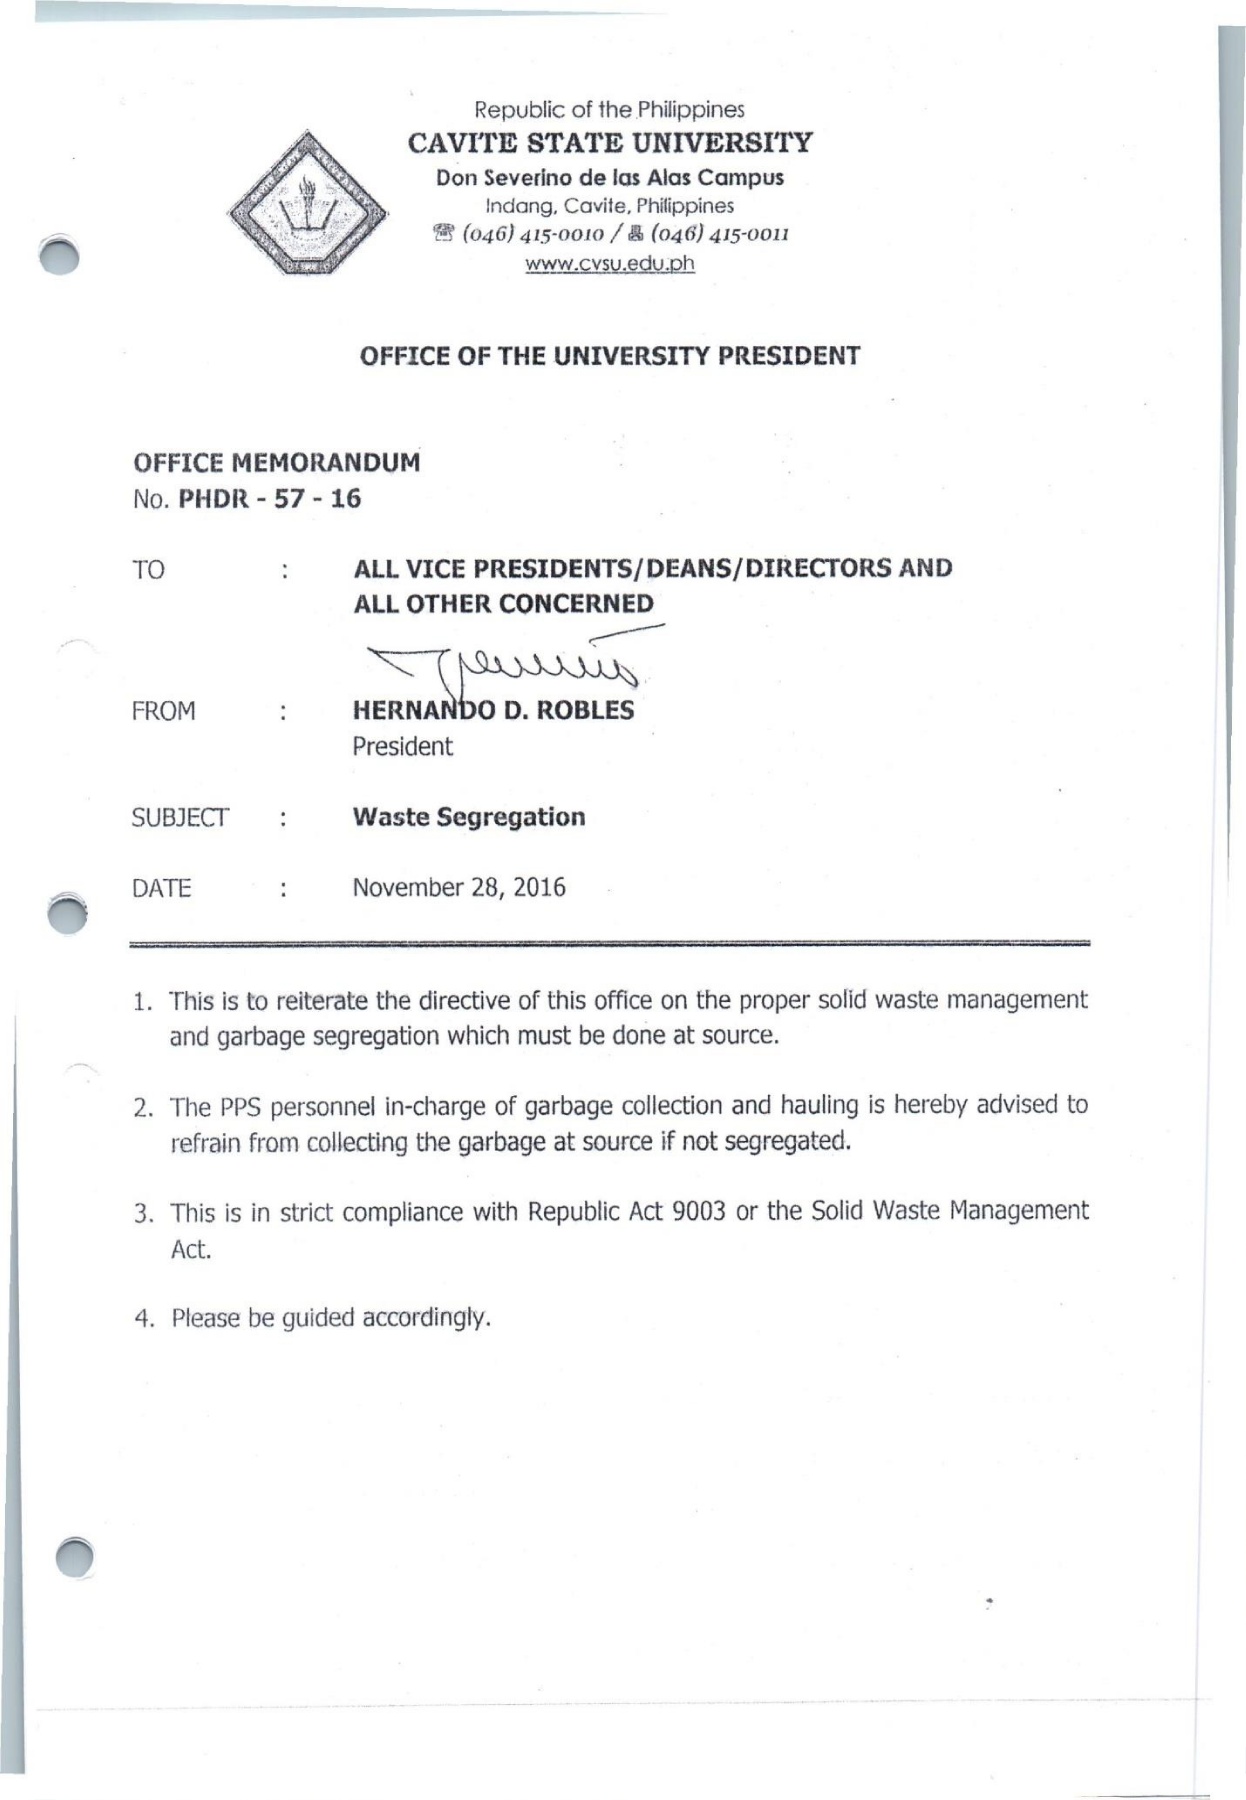 Republic of the Philippines
CAVITE STATE UNIVERSITY
Don Severino de las Alas Campus
Indang, Cavite, Philippines
☎ (046) 415-0010 / (046) 415-0011
www.cvsu.edu.ph
OFFICE OF THE UNIVERSITY PRESIDENT
OFFICE MEMORANDUM
No. PHDR - 57 - 16
TO : ALL VICE PRESIDENTS/DEANS/DIRECTORS AND
ALL OTHER CONCERNED
FROM : HERNANDO D. ROBLES
President
SUBJECT : Waste Segregation
DATE : November 28, 2016
1. This is to reiterate the directive of this office on the proper solid waste management
and garbage segregation which must be done at source.
2. The PPS personnel in-charge of garbage collection and hauling is hereby advised to
refrain from collecting the garbage at source if not segregated.
3. This is in strict compliance with Republic Act 9003 or the Solid Waste Management
Act.
4. Please be guided accordingly.